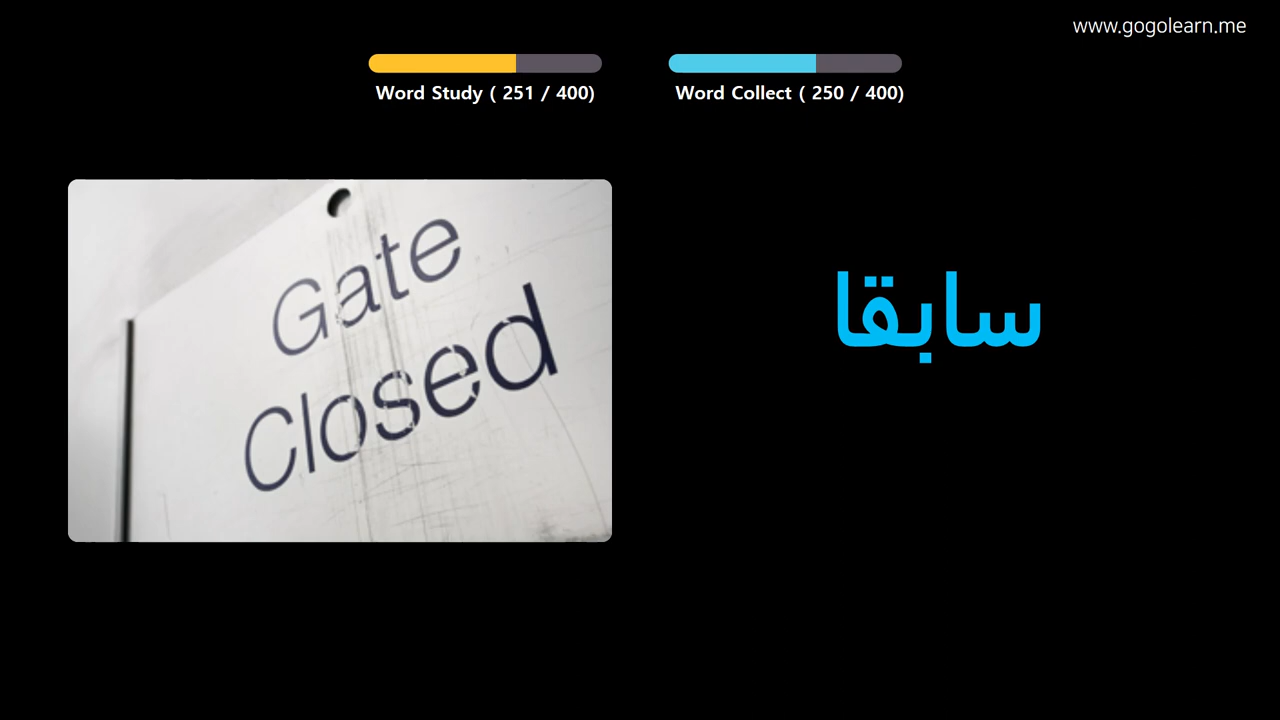 www.gogolearn.me
Word Study ( 251 / 400)
Word Collect ( 250 / 400)
Gate
Closed
سابقا